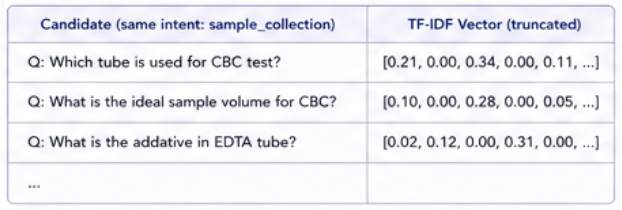 Candidate (same intent: sample_collection) TF-IDF Vector (truncated)
Q: Which tube is used for CBC test? [0.21, 0.00, 0.34, 0.00, 0.11, ...]
Q: What is the ideal sample volume for CBC? [0.10, 0.00, 0.28, 0.00, 0.05, ...]
Q: What is the addative in EDTA tube? [0.02, 0.12, 0.00, 0.31, 0.00, ...]
...